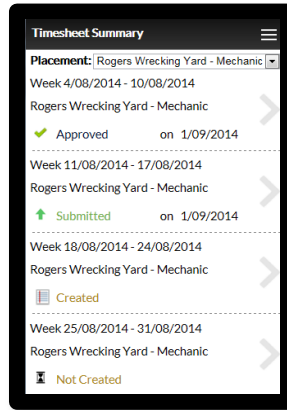 Timesheet Summary
Placement: Rogers Wrecking Yard - Mechanic
Week 4/08/2014 - 10/08/2014
Rogers Wrecking Yard - Mechanic
Approved on 1/09/2014
Week 11/08/2014 - 17/08/2014
Rogers Wrecking Yard - Mechanic
Submitted on 1/09/2014
Week 18/08/2014 - 24/08/2014
Rogers Wrecking Yard - Mechanic
Created
Week 25/08/2014 - 31/08/2014
Rogers Wrecking Yard - Mechanic
Not Created